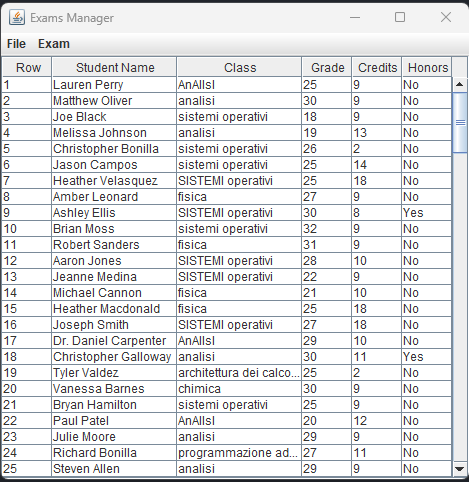 Exams Manager
File Exam
Row Student Name Class Grade Credits Honors
1 Lauren Perry AnAlIsI 25 9 No
2 Matthew Oliver analisi 30 9 No
3 Joe Black sistemi operativi 18 9 No
4 Melissa Johnson analisi 19 13 No
5 Christopher Bonilla sistemi operativi 26 2 No
6 Jason Campos sistemi operativi 25 14 No
7 Heather Velasquez SISTEMI operativi 25 18 No
8 Amber Leonard fisica 27 9 No
9 Ashley Ellis SISTEMI operativi 30 8 Yes
10 Brian Moss sistemi operativi 32 9 No
11 Robert Sanders fisica 31 9 No
12 Aaron Jones SISTEMI operativi 28 10 No
13 Jeanne Medina SISTEMI operativi 22 9 No
14 Michael Cannon fisica 21 10 No
15 Heather Macdonald fisica 25 18 No
16 Joseph Smith SISTEMI operativi 27 18 No
17 Dr. Daniel Carpenter AnAlIsI 29 10 No
18 Christopher Galloway analisi 30 11 Yes
19 Tyler Valdez architettura dei calco... 25 2 No
20 Vanessa Barnes chimica 30 9 No
21 Bryan Hamilton sistemi operativi 25 9 No
22 Paul Patel AnAlIsI 20 12 No
23 Julie Moore analisi 29 9 No
24 Richard Bonilla programmazione ad... 27 11 No
25 Steven Allen analisi 29 9 No